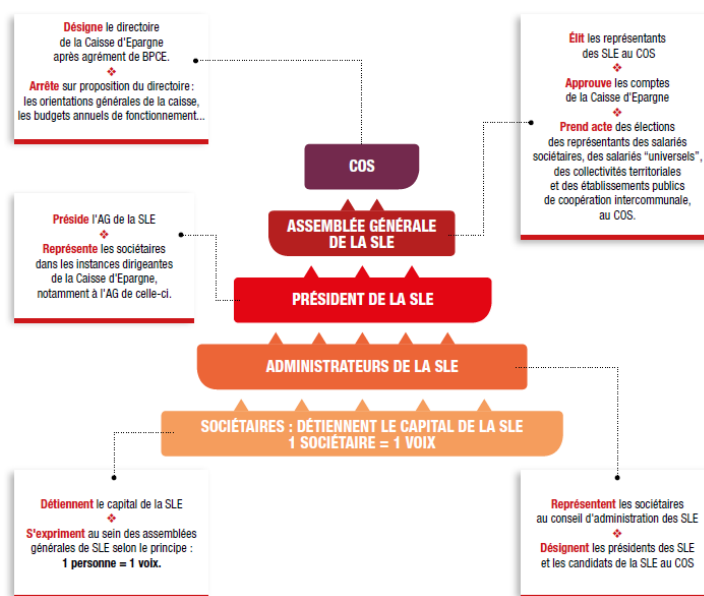 Désigne le directoire
de la Caisse d'Epargne
après agrément de BPCE.
Arrête sur proposition du directoire :
les orientations générales de la caisse,
les budgets annuels de fonctionnement...
Élit les représentants
des SLE au COS
Approuve les comptes
de la Caisse d'Epargne
Prend acte des élections
des représentants des salariés
sociétaires, des salariés "universels",
des collectivités territoriales
et des établissements publics
de coopération intercommunale,
au COS.
COS
ASSEMBLÉE GÉNÉRALE
DE LA SLE
Préside l'AG de la SLE
Représente les sociétaires
dans les instances dirigeantes
de la Caisse d'Epargne,
notamment à l'AG de celle-ci.
PRÉSIDENT DE LA SLE
ADMINISTRATEURS DE LA SLE
SOCIÉTAIRES : DÉTIENNENT LE CAPITAL DE LA SLE
1 SOCIÉTAIRE = 1 VOIX
Détiennent le capital de la SLE
S'expriment au sein des assemblées
générales de SLE selon le principe :
1 personne = 1 voix.
Représentent les sociétaires
au conseil d'administration des SLE
Désignent les présidents des SLE
et les candidats de la SLE au COS